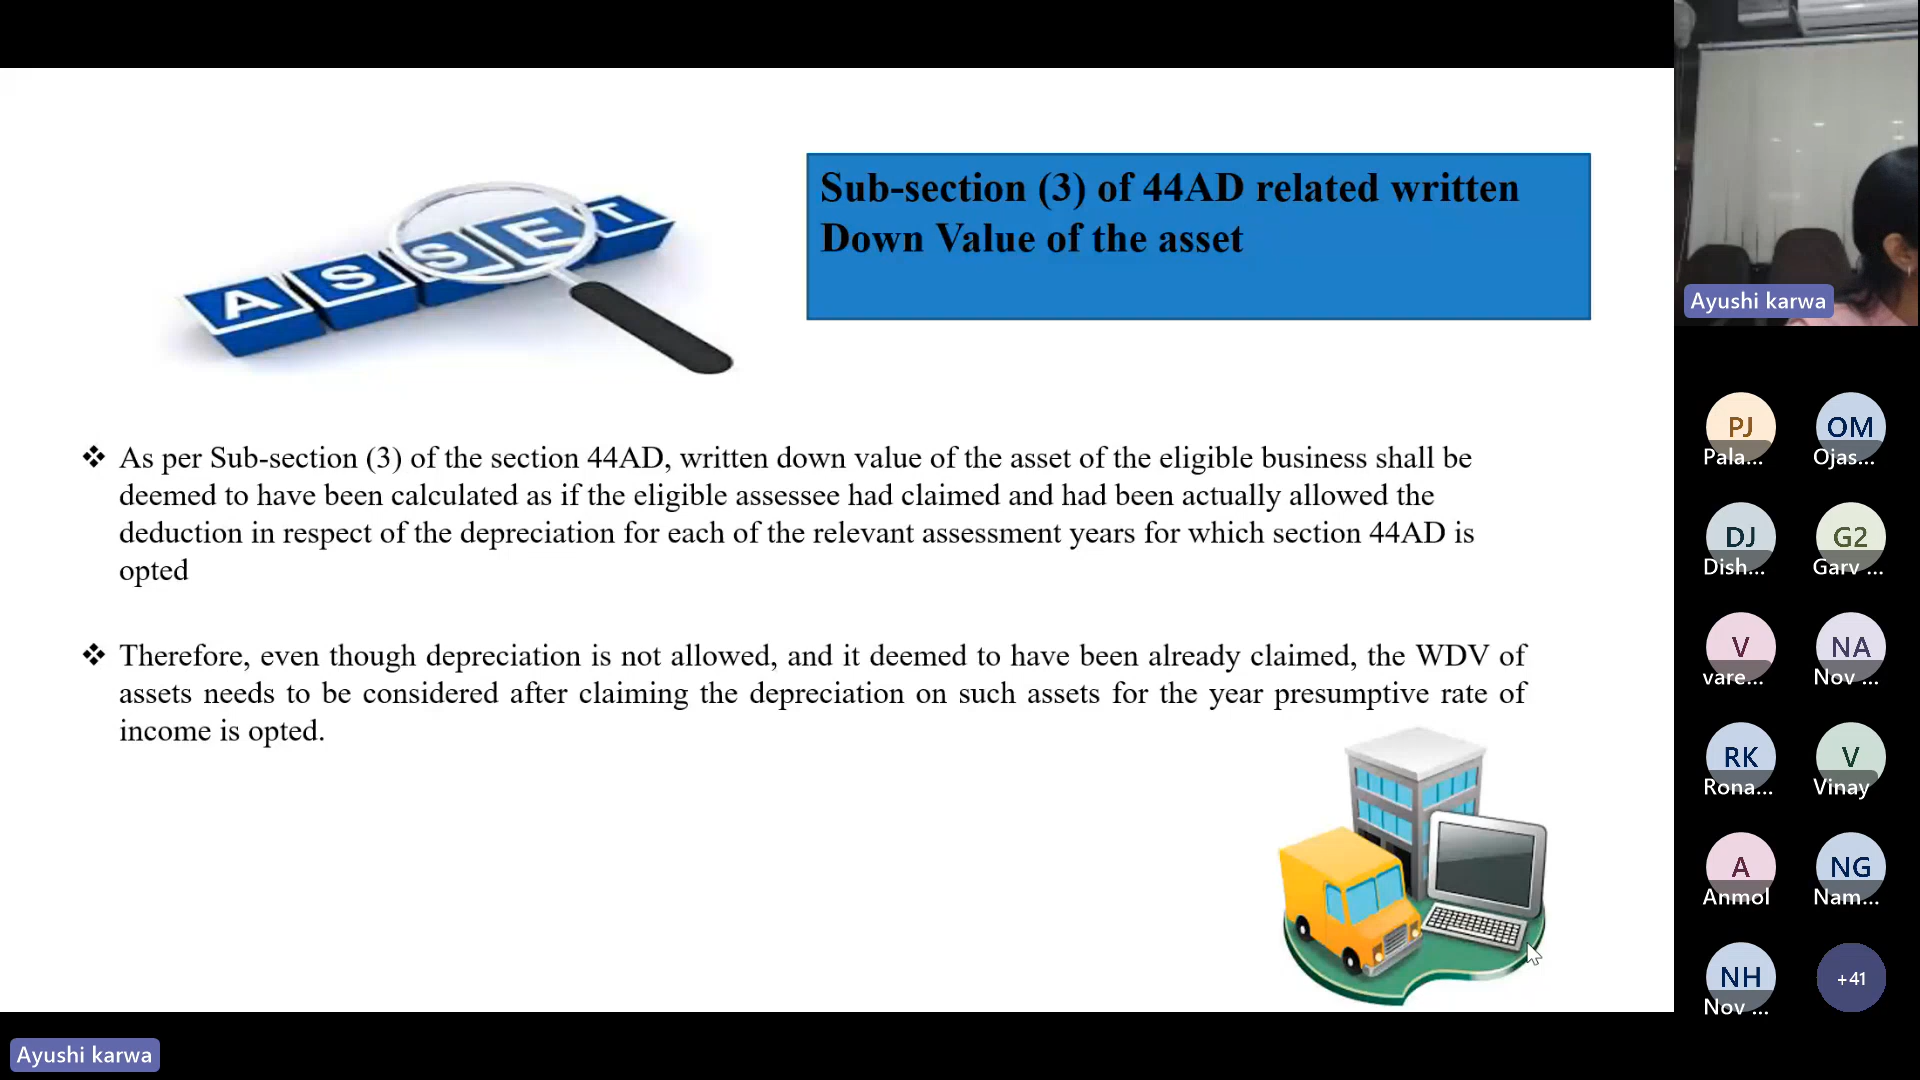 ASSET
Sub-section (3) of 44AD related written
Down Value of the asset
❖ As per Sub-section (3) of the section 44AD, written down value of the asset of the eligible business shall be
deemed to have been calculated as if the eligible assessee had claimed and had been actually allowed the
deduction in respect of the depreciation for each of the relevant assessment years for which section 44AD is
opted
❖ Therefore, even though depreciation is not allowed, and it deemed to have been already claimed, the WDV of
assets needs to be considered after claiming the depreciation on such assets for the year presumptive rate of
income is opted.
Ayushi karwa
PJ OM
Pala... Ojas...
DJ G2
Dish... Garv ...
V NA
vare... Nov ...
RK V
Rona... Vinay
A NG
Anmol Nam...
NH +41
Nov ...
Ayushi karwa